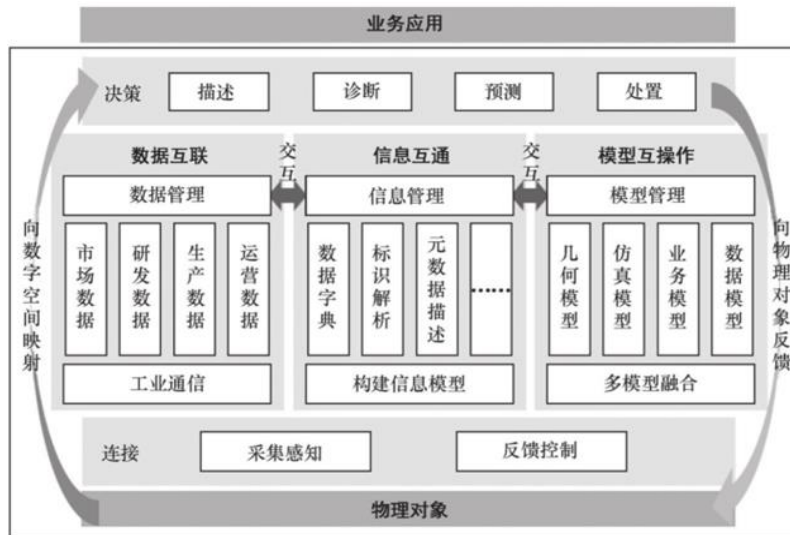 业务应用
决策
描述
诊断
预测
处置
数据互联
交互
信息互通
交互
模型互操作
数据管理
信息管理
模型管理
市场数据
研发数据
生产数据
运营数据
数据字典
标识解析
元数据描述
……
几何模型
仿真模型
业务模型
数据模型
工业通信
构建信息模型
多模型融合
向数字空间映射
向物理对象反馈
连接
采集感知
反馈控制
物理对象